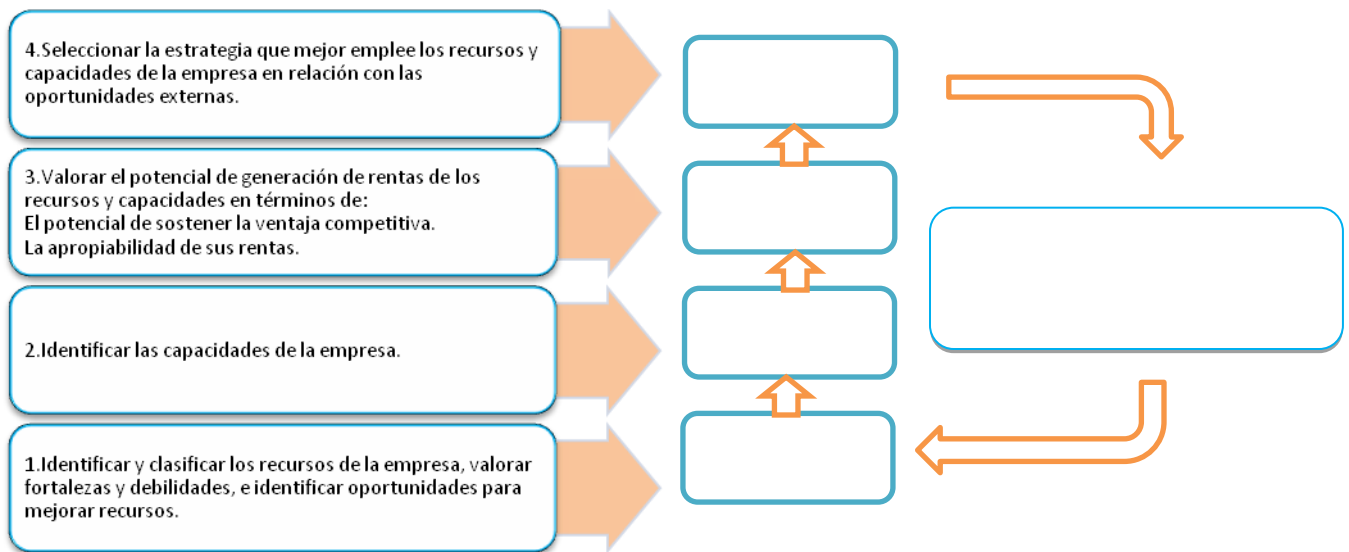 4.Seleccionar la estrategia que mejor emplee los recursos y
capacidades de la empresa en relación con las
oportunidades externas.
3.Valorar el potencial de generación de rentas de los
recursos y capacidades en términos de:
El potencial de sostener la ventaja competitiva.
La apropiabilidad de sus rentas.
2.Identificar las capacidades de la empresa.
1.Identificar y clasificar los recursos de la empresa, valorar
fortalezas y debilidades, e identificar oportunidades para
mejorar recursos.